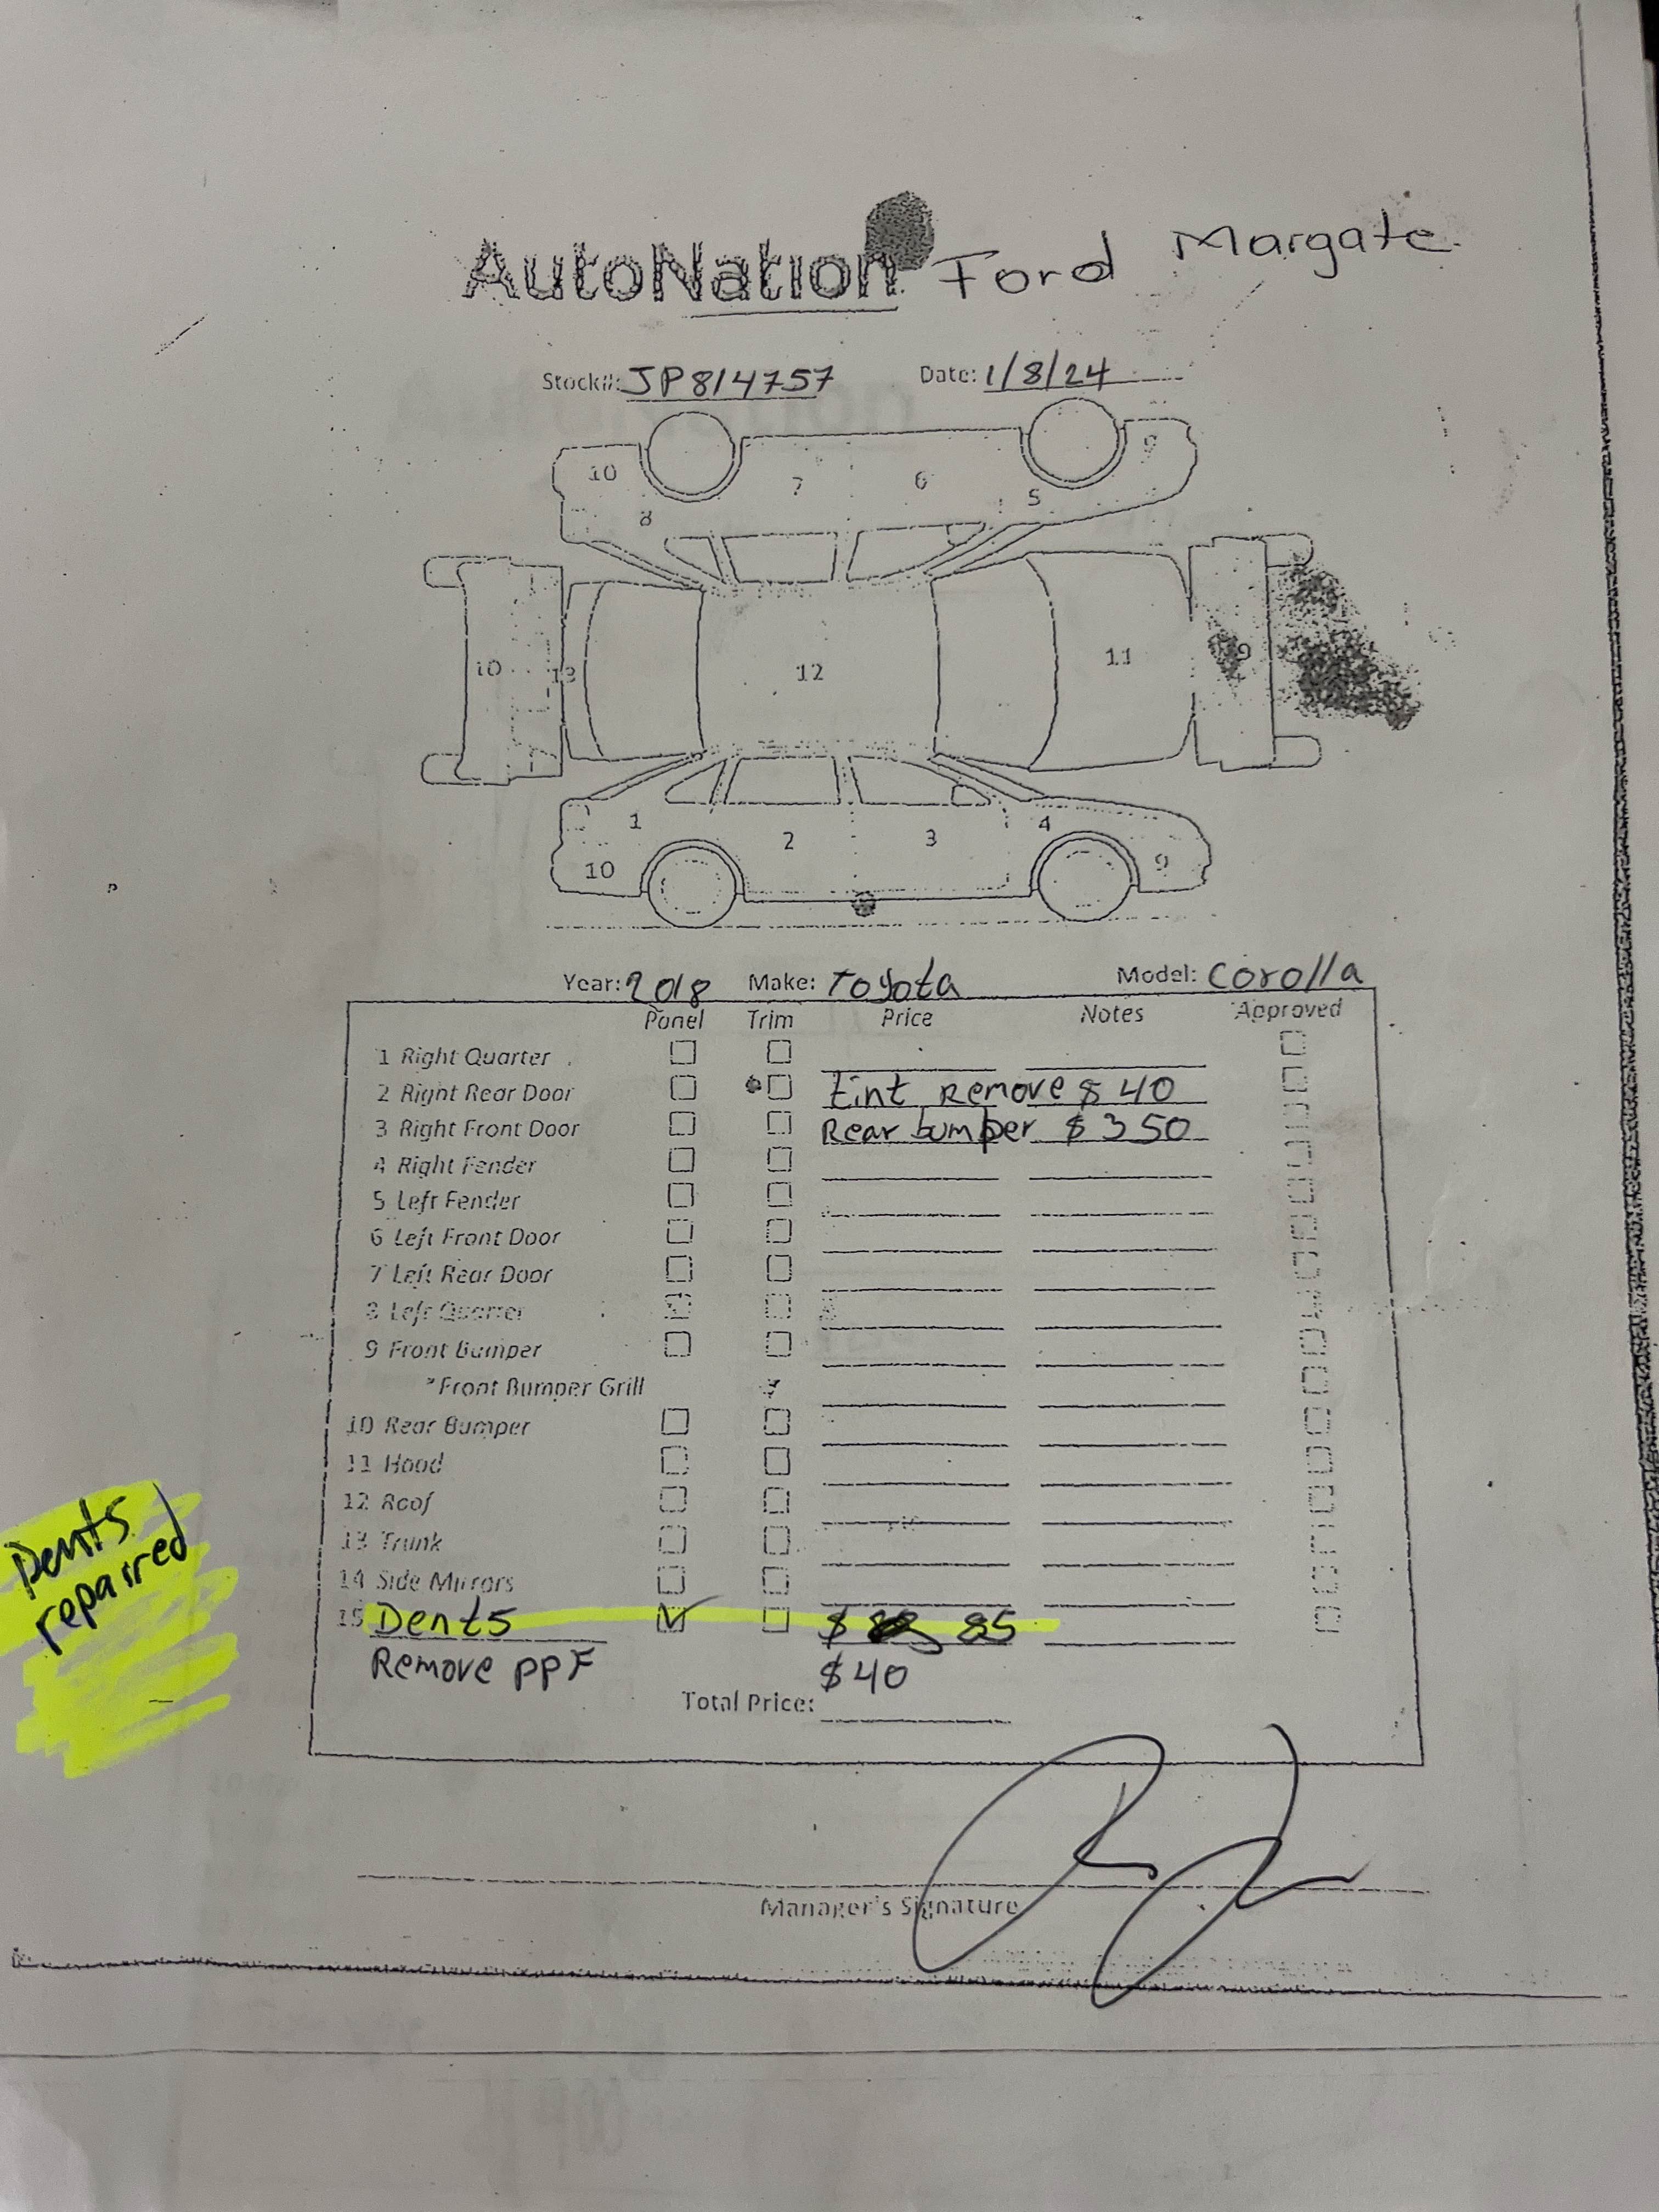 AutoNation Ford Margate
Stock#: JP814757 Date: 1/8/24
10 7 6 5 9
8
10 13 12 11 9
1 2 3 4
10 9
Year: 2018 Make: Toyota Model: Corolla
Panel Trim Price Notes Approved
1 Right Quarter
2 Right Rear Door tint remove $40
3 Right Front Door Rear bumper $350
4 Right Fender
5 Left Fender
6 Left Front Door
7 Left Rear Door
8 Left Quarter
9 Front Bumper
*Front Bumper Grill
10 Rear Bumper
11 Hood
12 Roof
13 Trunk
14 Side Mirrors
15 Dents $ 85
Remove PPF $40
Total Price:
Dents
repaired
Manager's Signature